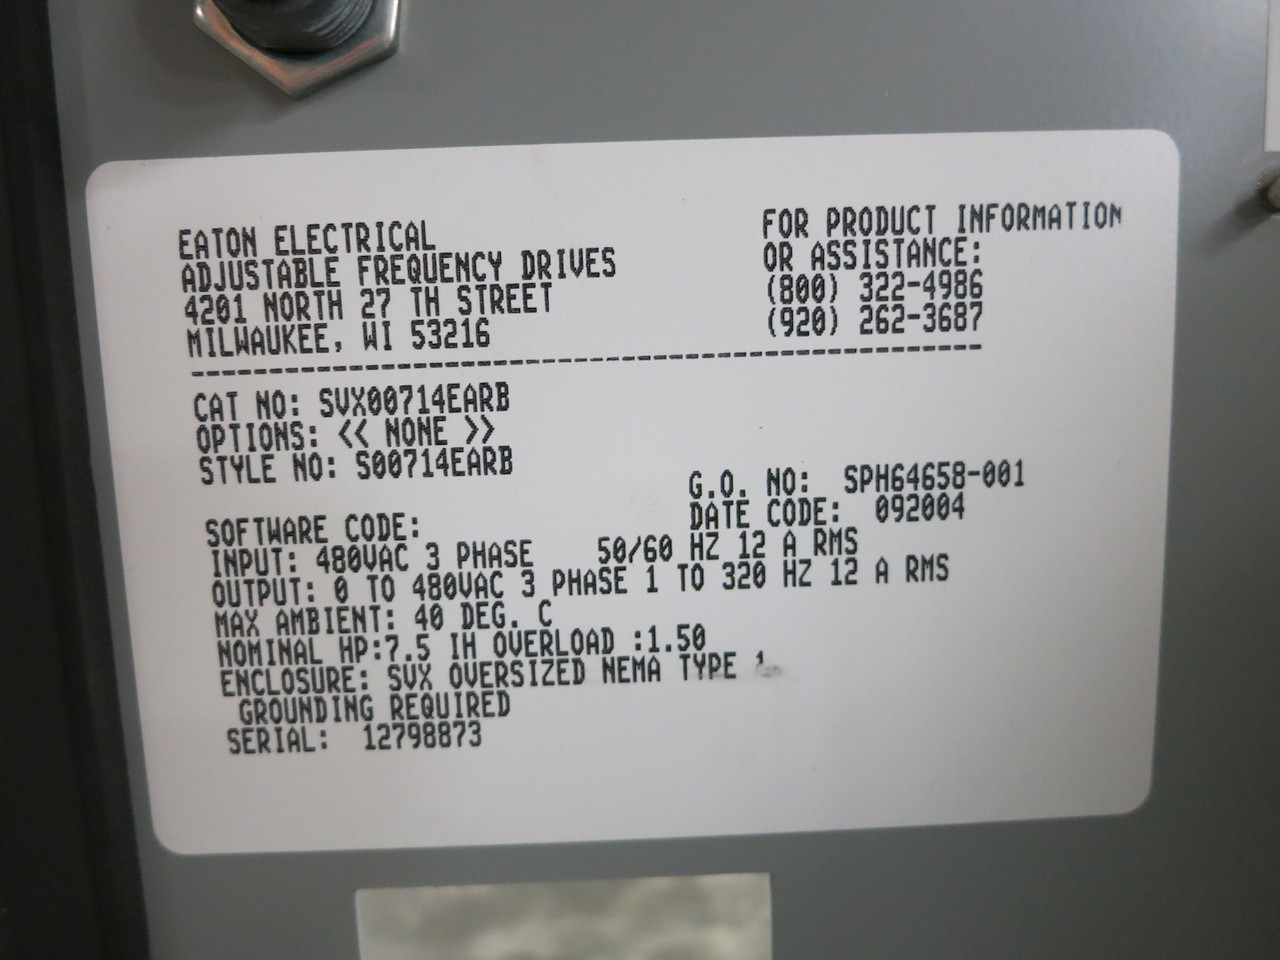 EATON ELECTRICAL
ADJUSTABLE FREQUENCY DRIVES
4201 NORTH 27 TH STREET
MILWAUKEE, WI 53216
FOR PRODUCT INFORMATION
OR ASSISTANCE:
(800) 322-4986
(920) 262-3687
CAT NO: SVX00714EARB
OPTIONS: << NONE >>
STYLE NO: S00714EARB
G.O. NO: SPH64658-001
DATE CODE: 092004
SOFTWARE CODE:
INPUT: 480VAC 3 PHASE 50/60 HZ 12 A RMS
OUTPUT: 0 TO 480VAC 3 PHASE 1 TO 320 HZ 12 A RMS
MAX AMBIENT: 40 DEG. C
NOMINAL HP:7.5 IH OVERLOAD :1.50
ENCLOSURE: SVX OVERSIZED NEMA TYPE
GROUNDING REQUIRED
SERIAL: 12798873